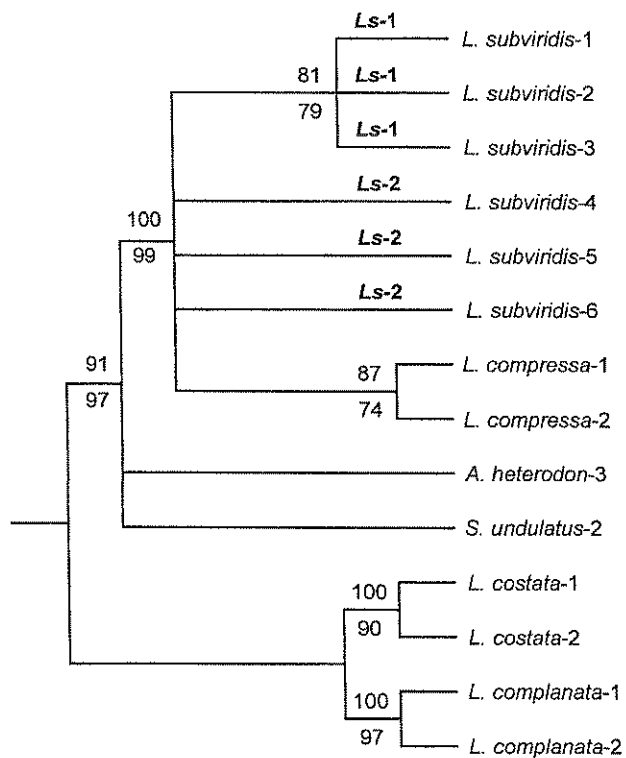 Ls-1
L. subviridis-1
81
Ls-1
L. subviridis-2
79
Ls-1
L. subviridis-3
Ls-2
L. subviridis-4
100
99
Ls-2
L. subviridis-5
Ls-2
L. subviridis-6
91
97
87
L. compressa-1
74
L. compressa-2
A. heterodon-3
S. undulatus-2
100
L. costata-1
90
L. costata-2
100
L. complanata-1
97
L. complanata-2